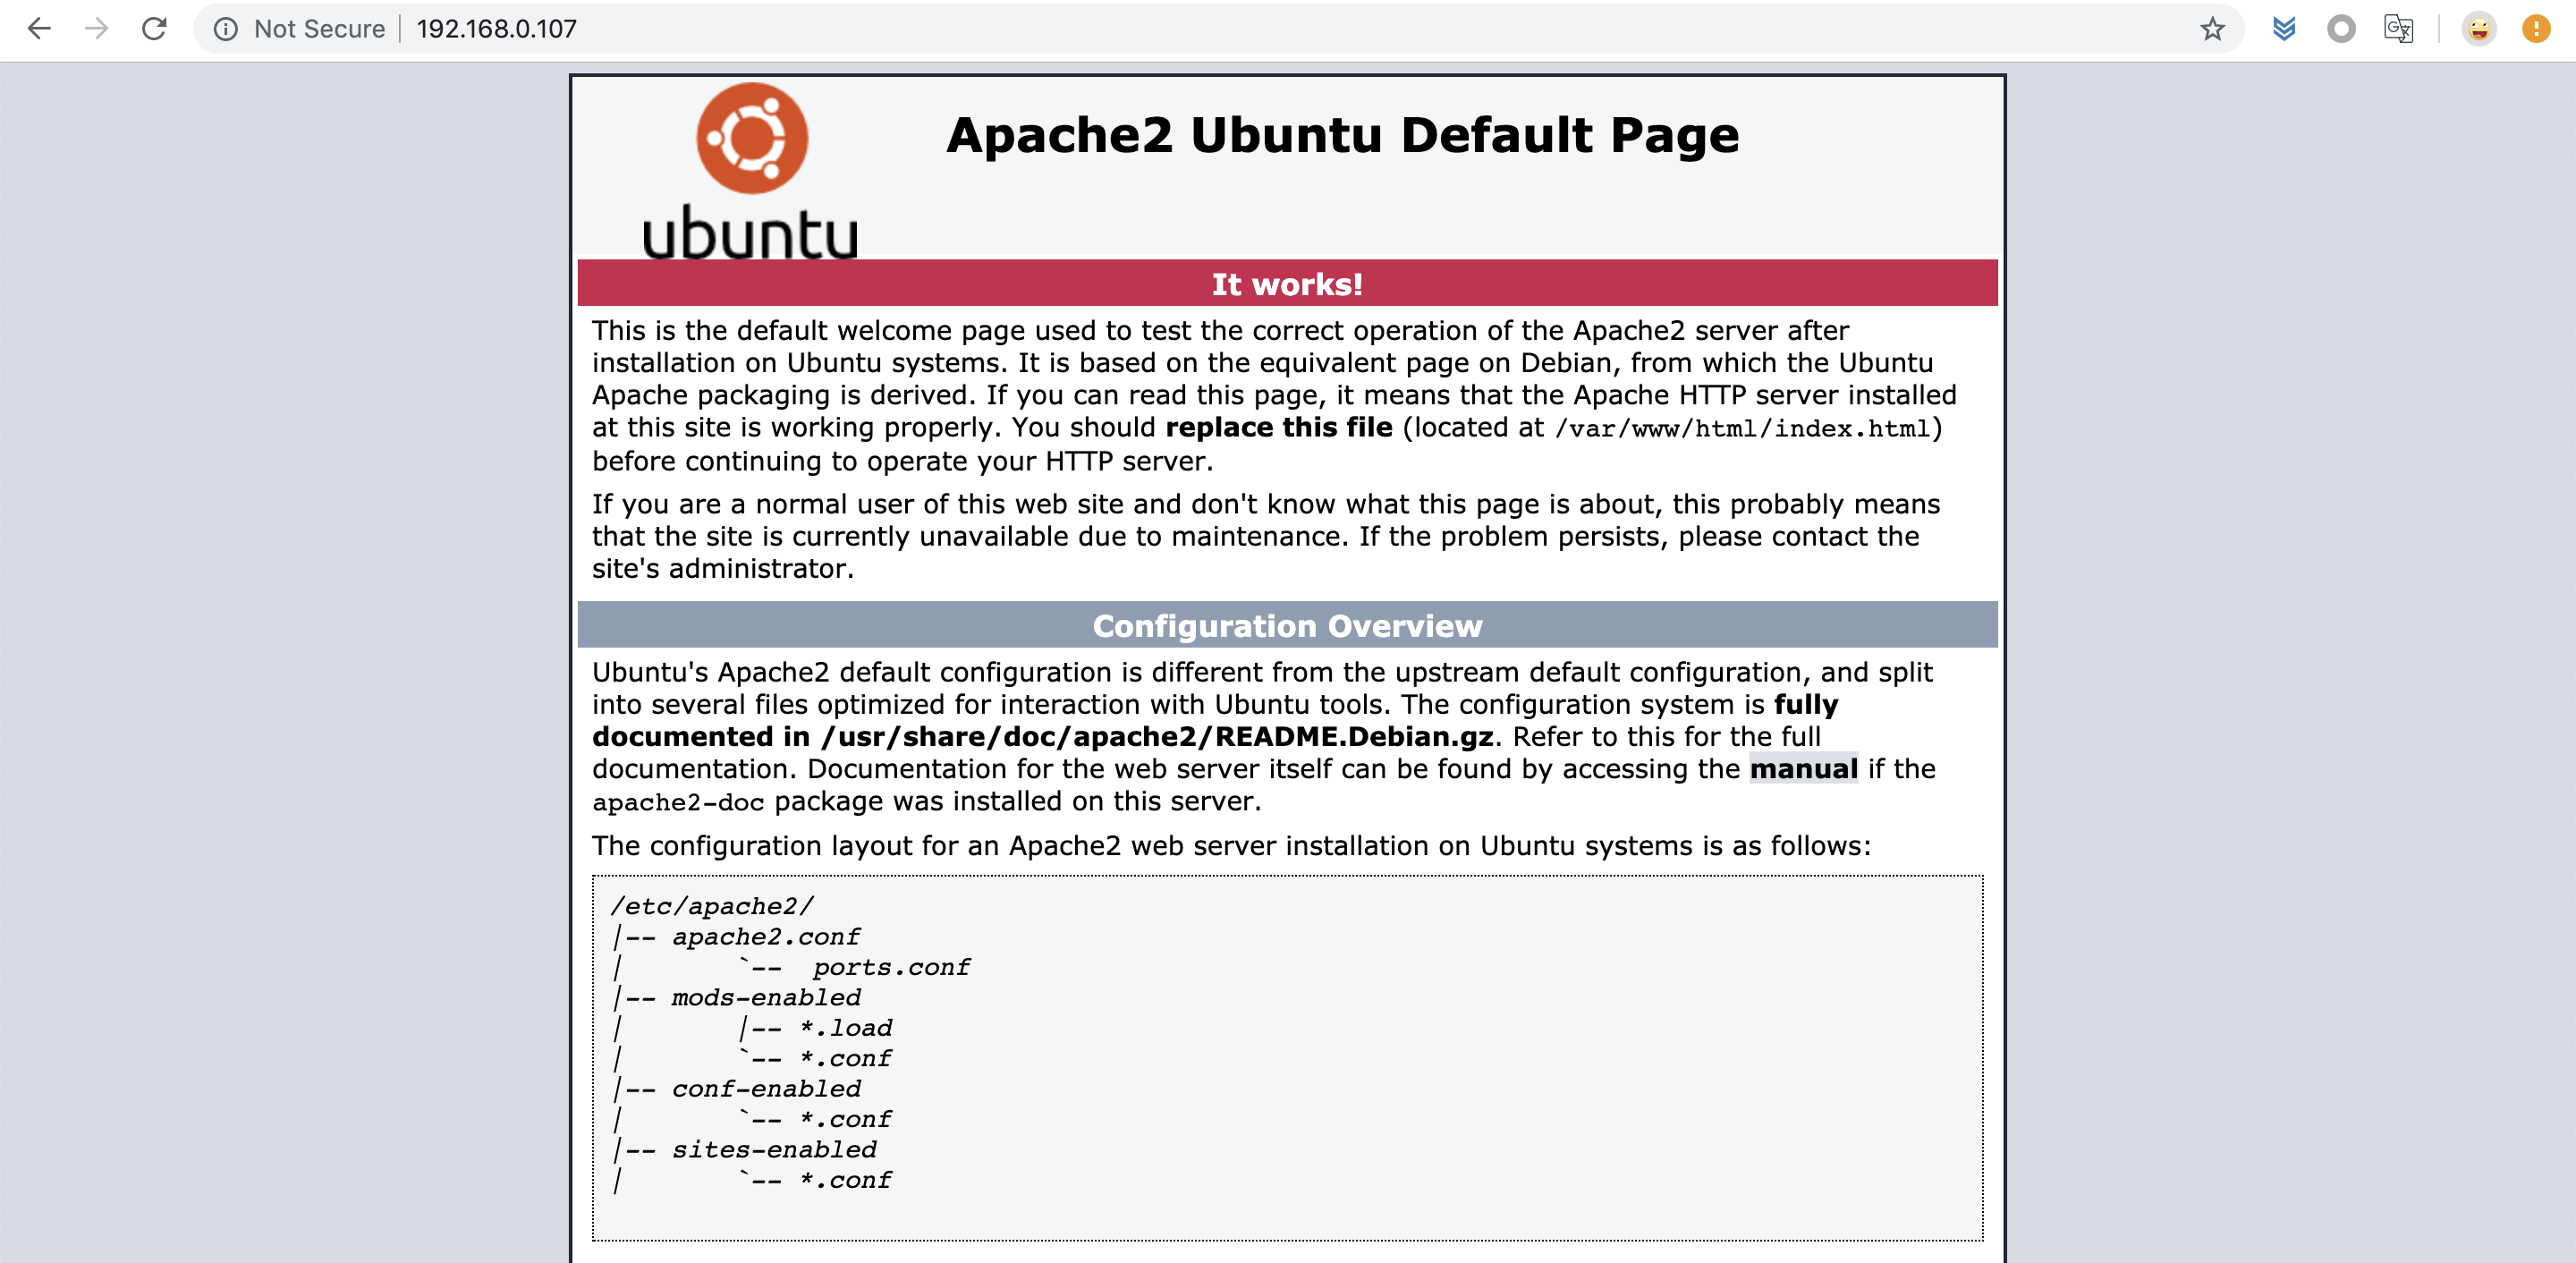 Not Secure 192.168.0.107
ubuntu
Apache2 Ubuntu Default Page
It works!
This is the default welcome page used to test the correct operation of the Apache2 server after
installation on Ubuntu systems. It is based on the equivalent page on Debian, from which the Ubuntu
Apache packaging is derived. If you can read this page, it means that the Apache HTTP server installed
at this site is working properly. You should replace this file (located at /var/www/html/index.html)
before continuing to operate your HTTP server.
If you are a normal user of this web site and don't know what this page is about, this probably means
that the site is currently unavailable due to maintenance. If the problem persists, please contact the
site's administrator.
Configuration Overview
Ubuntu's Apache2 default configuration is different from the upstream default configuration, and split
into several files optimized for interaction with Ubuntu tools. The configuration system is fully
documented in /usr/share/doc/apache2/README.Debian.gz. Refer to this for the full
documentation. Documentation for the web server itself can be found by accessing the manual if the
apache2-doc package was installed on this server.
The configuration layout for an Apache2 web server installation on Ubuntu systems is as follows:
/etc/apache2/
|-- apache2.conf
|       `--  ports.conf
|-- mods-enabled
|       |-- *.load
|       `-- *.conf
|-- conf-enabled
|       `-- *.conf
|-- sites-enabled
|       `-- *.conf